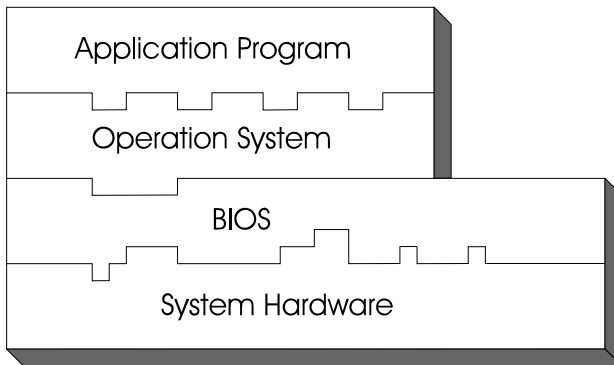 Application Program
Operation System
BIOS
System Hardware